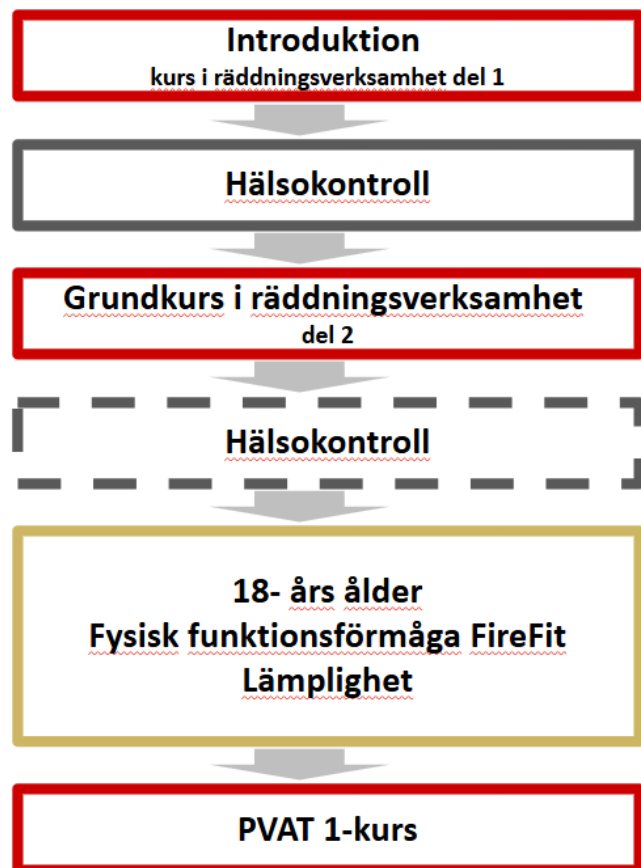 Introduktion
kurs i räddningsverksamhet del 1
Hälsokontroll
Grundkurs i räddningsverksamhet
del 2
Hälsokontroll
18- års ålder
Fysisk funktionsförmåga FireFit
Lämplighet
PVAT 1-kurs